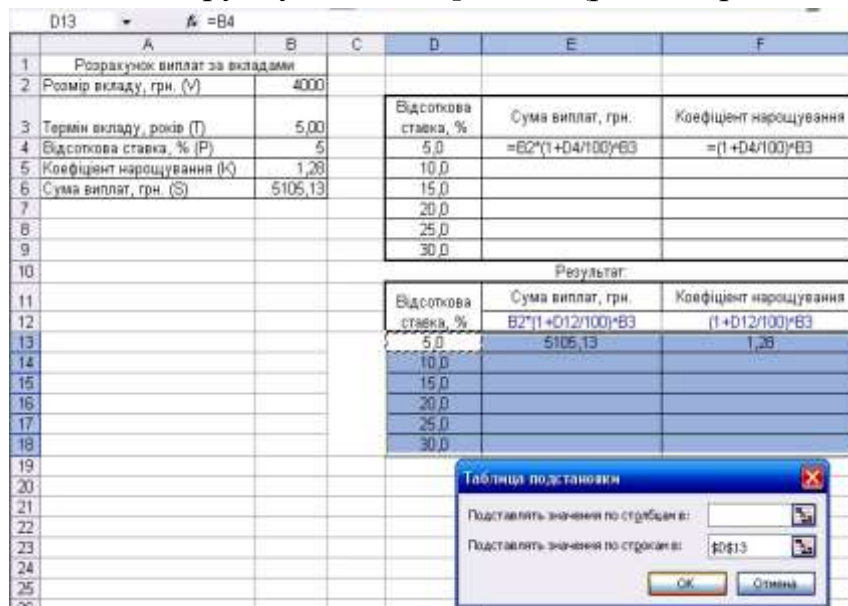 D13 fx =B4
A B C D E F
1 Розрахунок виплат за вкладами
2 Розмір вкладу, грн. (V) 4000
3 Термін вкладу, років (T) 5,00 Відсоткова ставка, % Сума виплат, грн. Коефіцієнт нарощування
4 Відсоткова ставка, % (P) 5 5,0 =B2*(1+D4/100)^B3 =(1+D4/100)^B3
5 Коефіцієнт нарощування (К) 1,28 10,0
6 Сума виплат, грн. (S) 5105,13 15,0
7 20,0
8 25,0
9 30,0
10 Результат:
11 Відсоткова Сума виплат, грн. Коефіцієнт нарощування
12 ставка, % B2*(1+D12/100)^B3 (1+D12/100)^B3
13 5,0 5105,13 1,28
14 10,0
15 15,0
16 20,0
17 25,0
18 30,0
19
20
21
22
23
24
25
Таблица подстановки
Подставлять значения по столбцам в:
Подставлять значения по строкам в: $D$13
ОК Отмена